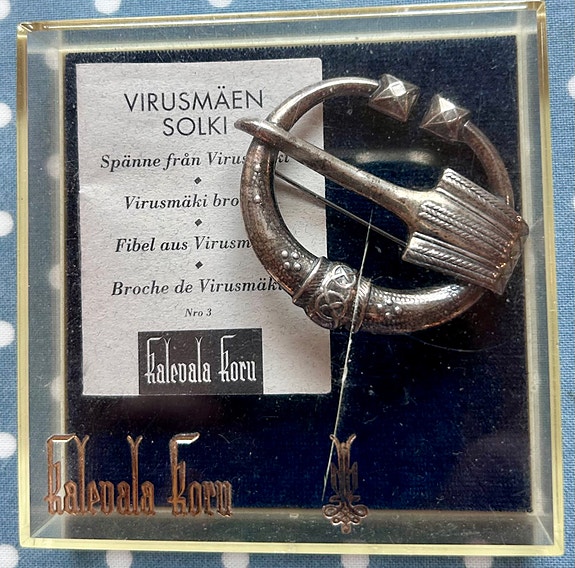 VIRUSMÄEN
SOLKI
Spänne från Virus
Virusmäki bro
Fibel aus Virusm
Broche de Virusmäki
Nro 3
Kalevala Koru
Kalevala Koru